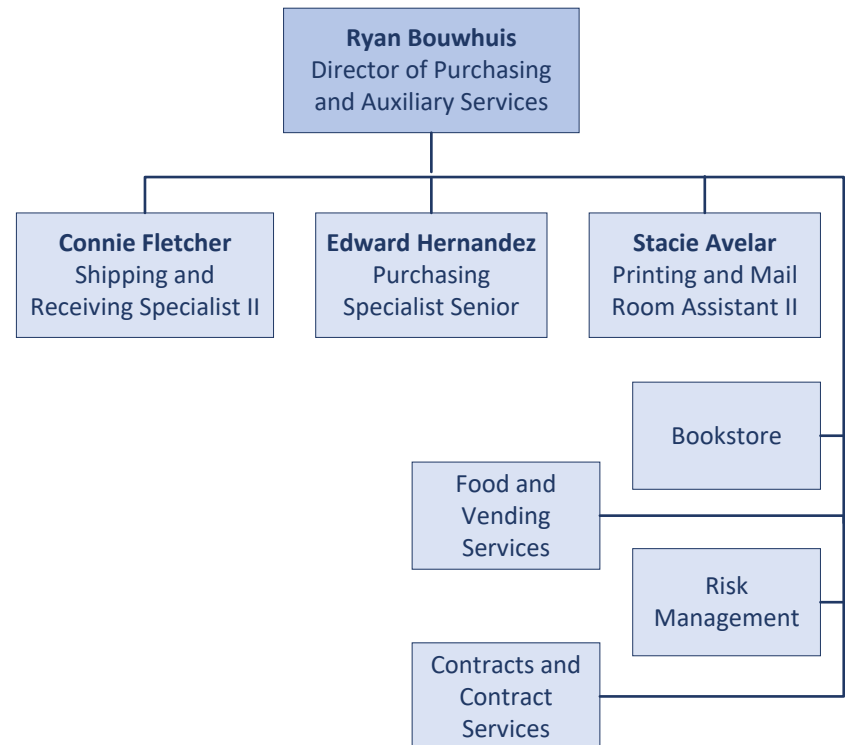 Ryan Bouwhuis
Director of Purchasing
and Auxiliary Services
Connie Fletcher
Shipping and
Receiving Specialist II
Edward Hernandez
Purchasing
Specialist Senior
Stacie Avelar
Printing and Mail
Room Assistant II
Bookstore
Food and
Vending
Services
Risk
Management
Contracts and
Contract
Services